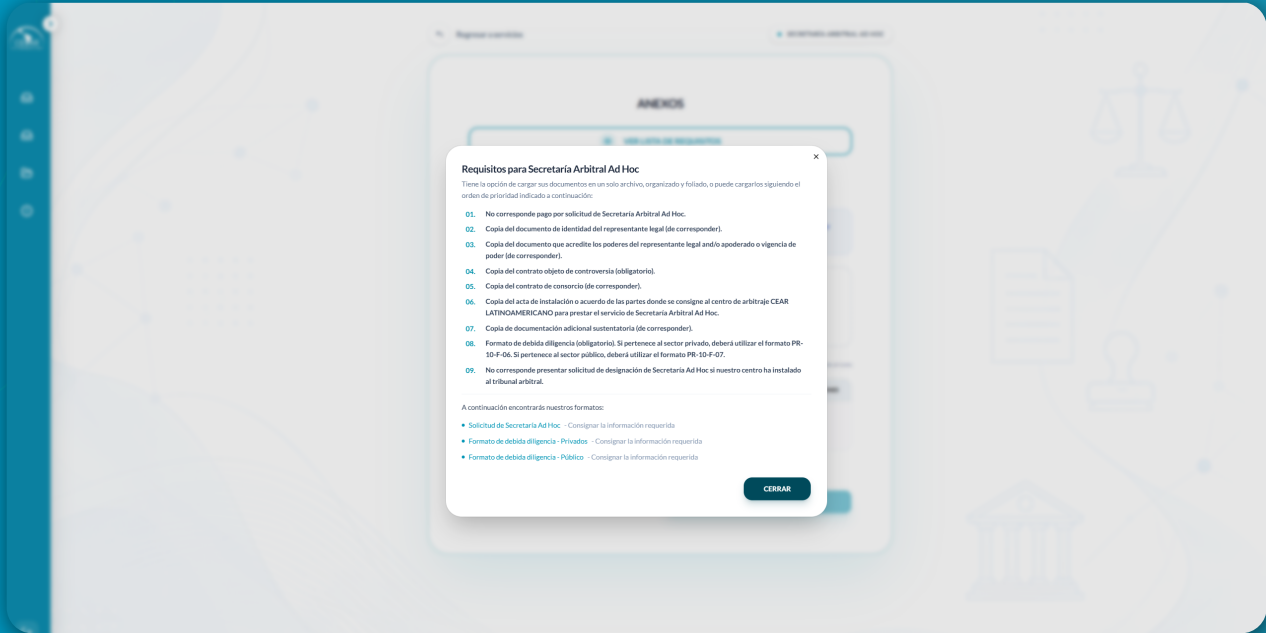 Regresar a servicios
SECRETARÍA ARBITRAL AD HOC
ANEXOS
VER LISTA DE REQUISITOS
Requisitos para Secretaría Arbitral Ad Hoc
Tiene la opción de cargar sus documentos en un solo archivo, organizado y foliado, o puede cargarlos siguiendo el
orden de prioridad indicado a continuación:
01. No corresponde pago por solicitud de Secretaría Arbitral Ad Hoc.
02. Copia del documento de identidad del representante legal (de corresponder).
03. Copia del documento que acredite los poderes del representante legal and/o apoderado o vigencia de
poder (de corresponder).
04. Copia del contrato objeto de controversia (obligatorio).
05. Copia del contrato de consorcio (de corresponder).
06. Copia del acta de instalación o acuerdo de las partes donde se consigne al centro de arbitraje CEAR
LATINOAMERICANO para prestar el servicio de Secretaría Arbitral Ad Hoc.
07. Copia de documentación adicional sustentatoria (de corresponder).
08. Formato de debida diligencia (obligatorio). Si pertenece al sector privado, deberá utilizar el formato PR-
10-F-06. Si pertenece al sector público, deberá utilizar el formato PR-10-F-07.
09. No corresponde presentar solicitud de designación de Secretaría Ad Hoc si nuestro centro ha instalado
al tribunal arbitral.
A continuación encontrarás nuestros formatos:
• Solicitud de Secretaría Ad Hoc - Consignar la información requerida
• Formato de debida diligencia - Privados - Consignar la información requerida
• Formato de debida diligencia - Público - Consignar la información requerida
CERRAR